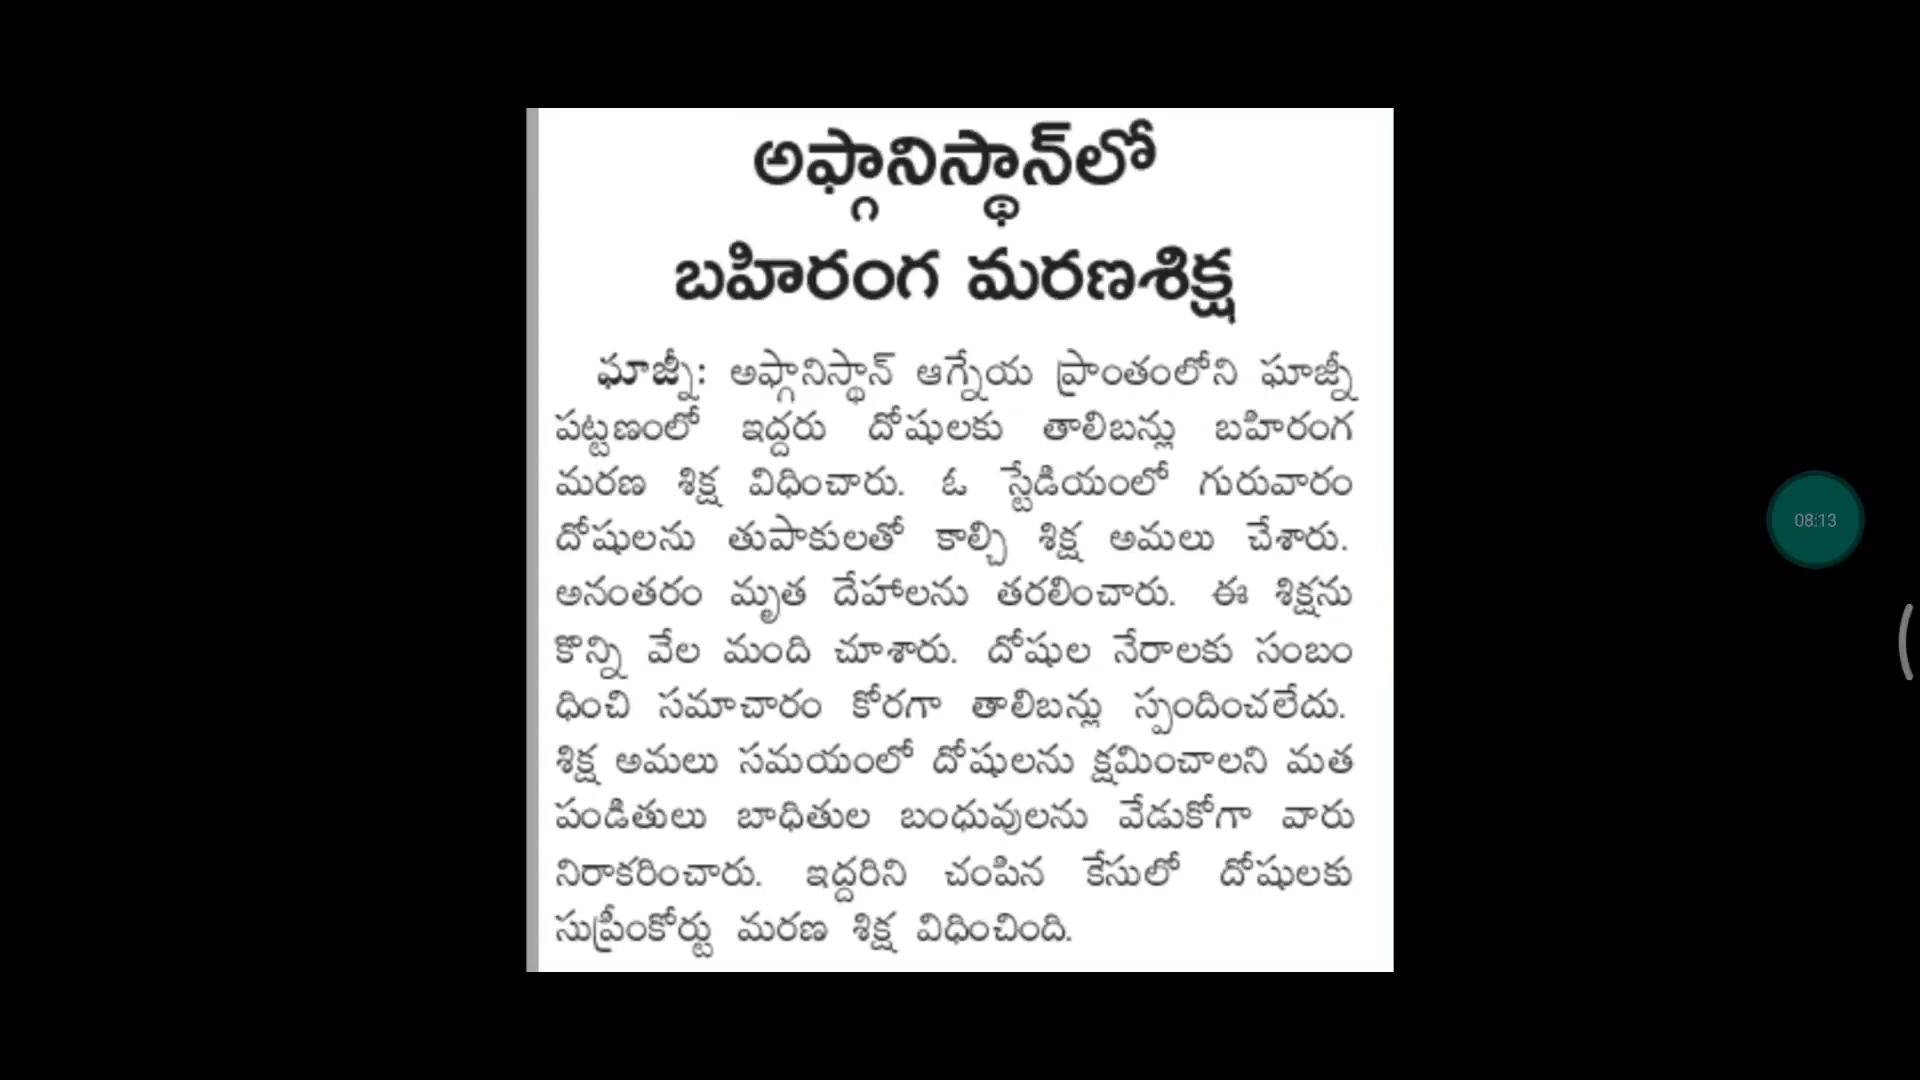 అఫ్గానిస్థాన్‌లో
బహిరంగ మరణశిక్ష
ఘాజ్నీ: అఫ్గానిస్థాన్ ఆగ్నేయ ప్రాంతంలోని ఘాజ్నీ
పట్టణంలో ఇద్దరు దోషులకు తాలిబన్లు బహిరంగ
మరణ శిక్ష విధించారు. ఓ స్టేడియంలో గురువారం
దోషులను తుపాకులతో కాల్చి శిక్ష అమలు చేశారు.
అనంతరం మృత దేహాలను తరలించారు. ఈ శిక్షను
కొన్ని వేల మంది చూశారు. దోషుల నేరాలకు సంబం
ధించి సమాచారం కోరగా తాలిబన్లు స్పందించలేదు.
శిక్ష అమలు సమయంలో దోషులను క్షమించాలని మత
పండితులు బాధితుల బంధువులను వేడుకోగా వారు
నిరాకరించారు. ఇద్దరిని చంపిన కేసులో దోషులకు
సుప్రీంకోర్టు మరణ శిక్ష విధించింది.
08:13